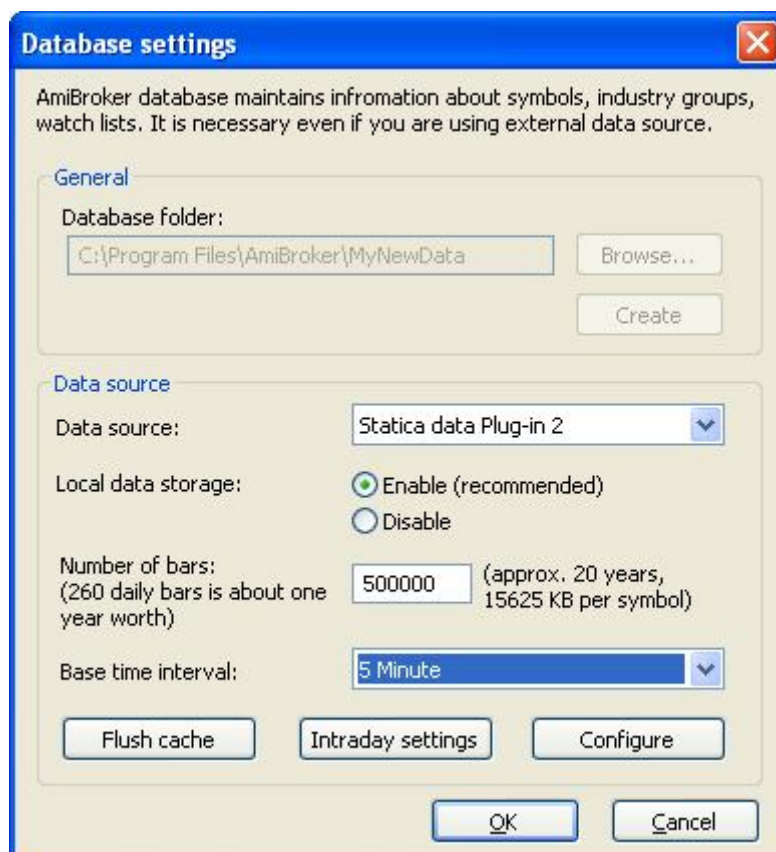 Database settings
AmiBroker database maintains infromation about symbols, industry groups,
watch lists. It is necessary even if you are using external data source.
General
Database folder:
C:\Program Files\AmiBroker\MyNewData
Browse...
Create
Data source
Data source:
Statica data Plug-in 2
Local data storage:
Enable (recommended)
Disable
Number of bars:
(260 daily bars is about one
year worth)
500000
(approx. 20 years,
15625 KB per symbol)
Base time interval:
5 Minute
Flush cache
Intraday settings
Configure
OK
Cancel